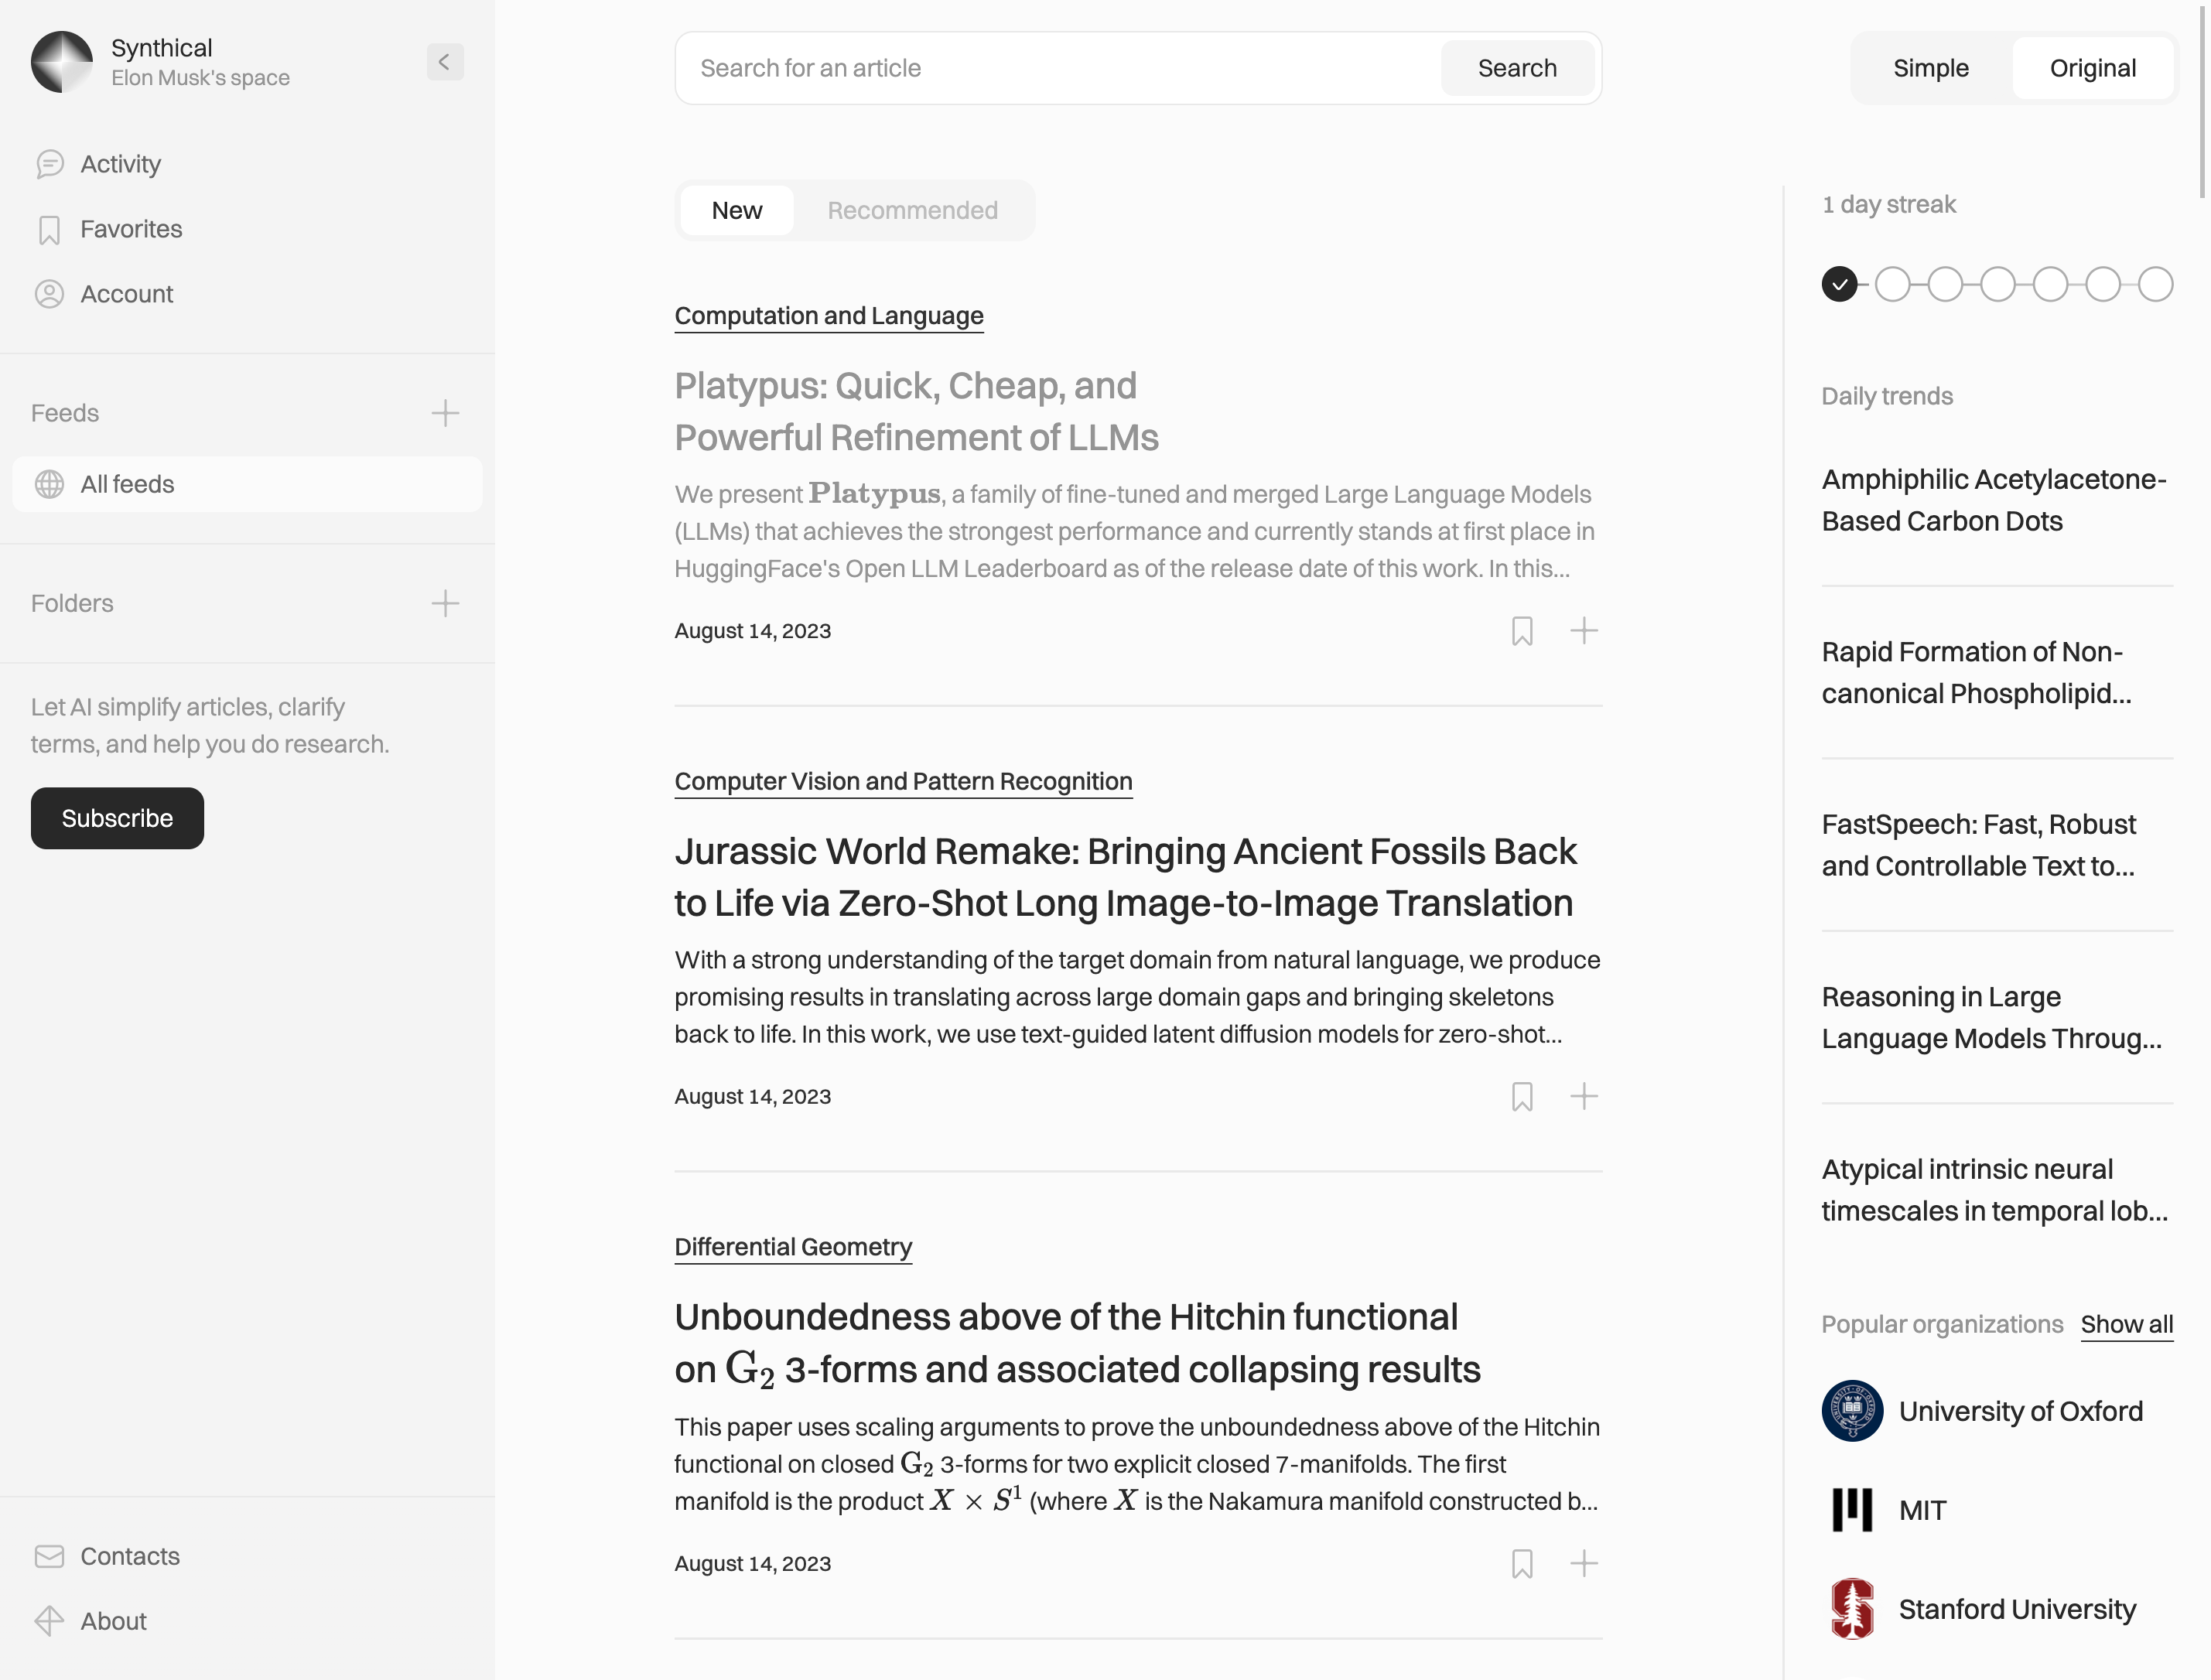 Synthical
Elon Musk's space
Activity
Favorites
Account
Feeds
All feeds
Folders
Let AI simplify articles, clarify
terms, and help you do research.
Subscribe
Contacts
About
Search for an article
Search
New
Recommended
Computation and Language
Platypus: Quick, Cheap, and
Powerful Refinement of LLMs
We present Platypus, a family of fine-tuned and merged Large Language Models
(LLMs) that achieves the strongest performance and currently stands at first place in
HuggingFace's Open LLM Leaderboard as of the release date of this work. In this...
August 14, 2023
Computer Vision and Pattern Recognition
Jurassic World Remake: Bringing Ancient Fossils Back
to Life via Zero-Shot Long Image-to-Image Translation
With a strong understanding of the target domain from natural language, we produce
promising results in translating across large domain gaps and bringing skeletons
back to life. In this work, we use text-guided latent diffusion models for zero-shot...
August 14, 2023
Differential Geometry
Unboundedness above of the Hitchin functional
on G₂ 3-forms and associated collapsing results
This paper uses scaling arguments to prove the unboundedness above of the Hitchin
functional on closed G₂ 3-forms for two explicit closed 7-manifolds. The first
manifold is the product X × S¹ (where X is the Nakamura manifold constructed b...
August 14, 2023
Simple
Original
1 day streak
Daily trends
Amphiphilic Acetylacetone-
Based Carbon Dots
Rapid Formation of Non-
canonical Phospholipid...
FastSpeech: Fast, Robust
and Controllable Text to...
Reasoning in Large
Language Models Throug...
Atypical intrinsic neural
timescales in temporal lob...
Popular organizations
Show all
University of Oxford
MIT
Stanford University